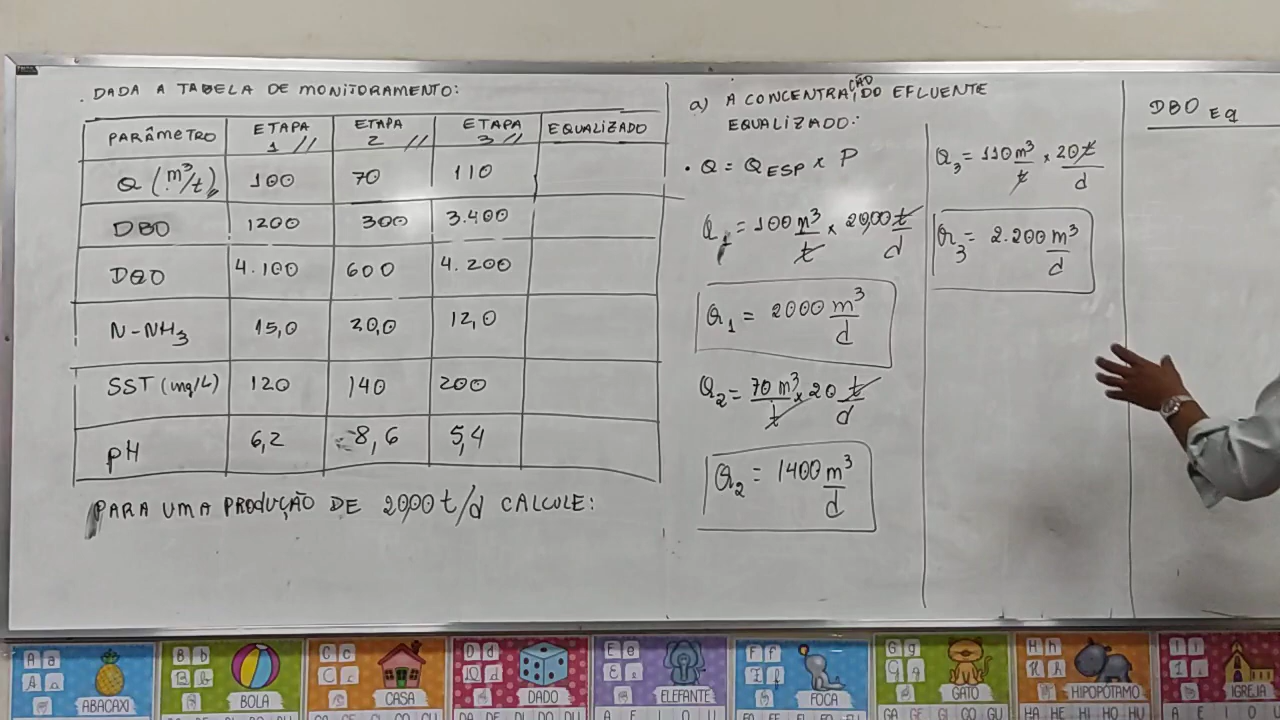 DADA A TABELA DE MONITORAMENTO:
PARÂMETRO ETAPA 1 // ETAPA 2 // ETAPA 3 // EQUALIZADO
Q (m³/t) 100 70 110
DBO 1200 300 3.400
DQO 4.100 600 4.200
N-NH3 15,0 20,0 12,0
SST (mg/L) 120 140 200
pH 6,2 8,6 5,4
PARA UMA PRODUÇÃO DE 20,00 t/d CALCULE:
a) A CONCENTRAÇÃO DO EFLUENTE
EQUALIZADO:
• Q = QESP x P
Q1 = 100 m³/t x 20,00 t/d
Q1 = 2000 m³/d
Q2 = 70 m³/t x 20 t/d
Q2 = 1400 m³/d
Q3 = 110 m³/t x 20 t/d
Q3 = 2.200 m³/d
DBO Eq
A a
ABACAXI
B b
B b
BOLA
C c
C c
CASA
D d
D d
DADO
E e
E e
ELEFANTE
F f
F f
FOCA
G g
G g
GATO
H h
H h
HIPOPÓTAMO
I i
I i
IGREJA